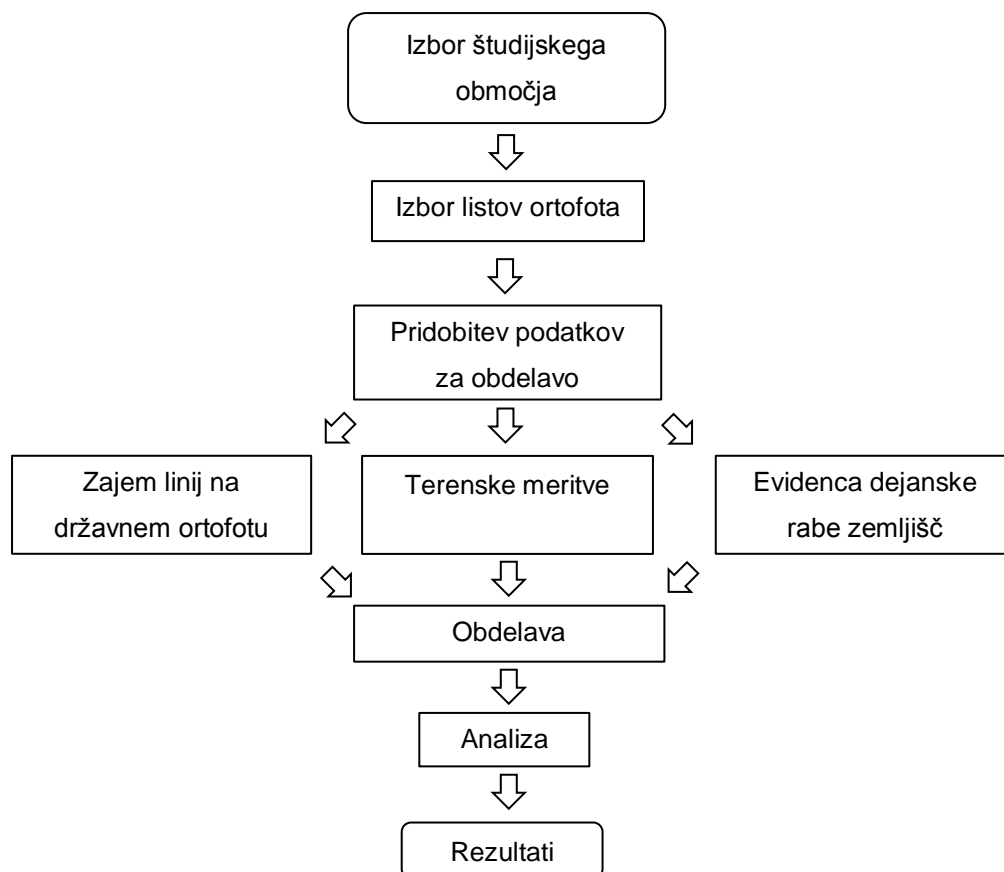 Izbor študijskega
območja
Izbor listov ortofota
Pridobitev podatkov
za obdelavo
Zajem linij na
državnem ortofotu
Terenske meritve
Evidenca dejanske
rabe zemljišč
Obdelava
Analiza
Rezultati